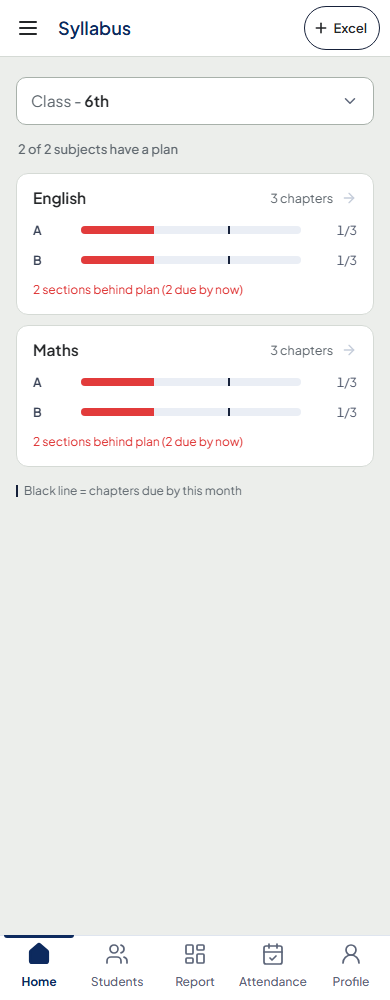 Syllabus
+ Excel
Class - 6th
2 of 2 subjects have a plan
English
3 chapters →
A 1/3
B 1/3
2 sections behind plan (2 due by now)
Maths
3 chapters →
A 1/3
B 1/3
2 sections behind plan (2 due by now)
Black line = chapters due by this month
Home
Students
Report
Attendance
Profile